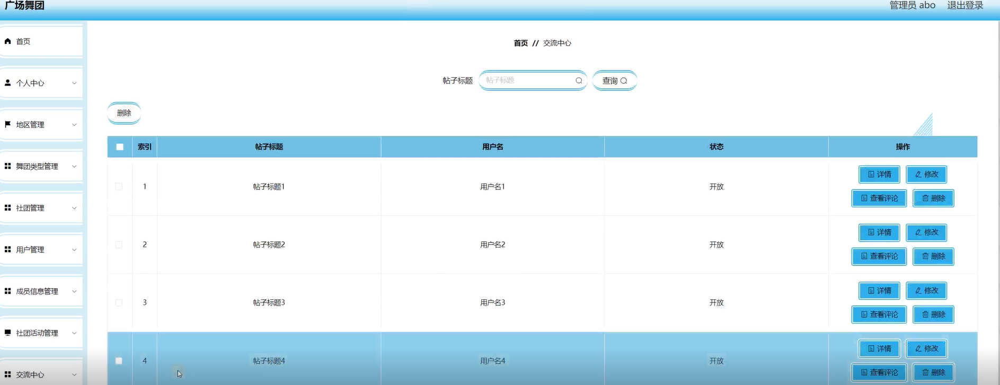 广场舞团
管理员 abo 退出登录
首页
个人中心
地区管理
舞团类型管理
社团管理
用户管理
成员信息管理
社团活动管理
交流中心
首页 // 交流中心
帖子标题 帖子标题 查询
删除
索引 帖子标题 用户名 状态 操作
1 帖子标题1 用户名1 开放 详情 修改
查看评论 删除
2 帖子标题2 用户名2 开放 详情 修改
查看评论 删除
3 帖子标题3 用户名3 开放 详情 修改
查看评论 删除
4 帖子标题4 用户名4 开放 详情 修改
查看评论 删除